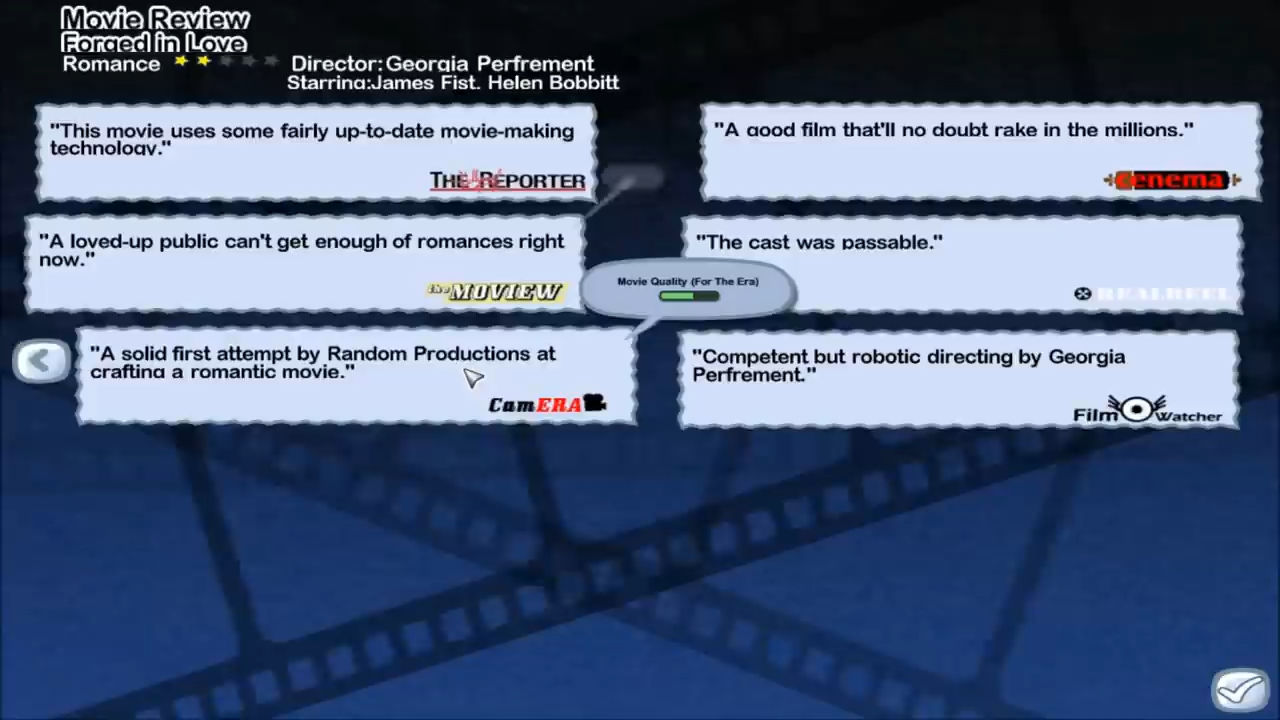 Movie Review
Forged in Love
Romance
Director:Georgia Perfrement
Starring:James Fist, Helen Bobbitt
"This movie uses some fairly up-to-date movie-making
technology."
THE REPORTER
"A good film that'll no doubt rake in the millions."
Cenema
"A loved-up public can't get enough of romances right
now."
the MOVIEW
"The cast was passable."
REALREEL
Movie Quality (For The Era)
"A solid first attempt by Random Productions at
crafting a romantic movie."
CamERA
"Competent but robotic directing by Georgia
Perfrement."
Film Watcher